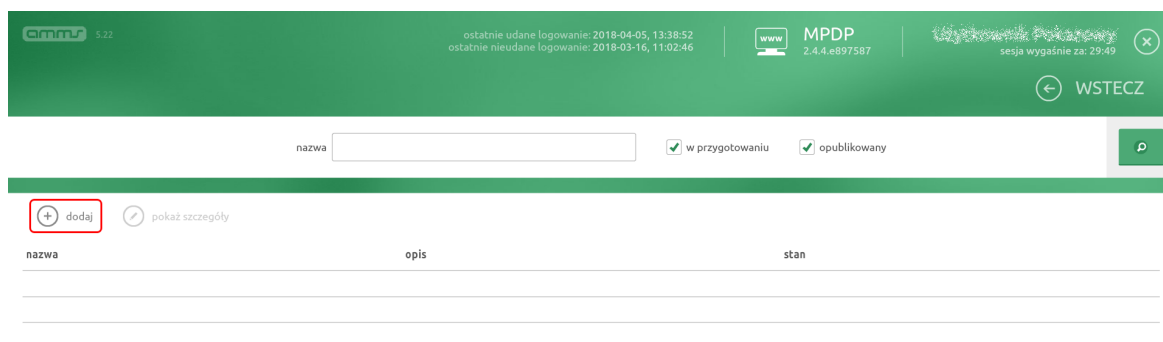 amms 5.22
ostatnie udane logowanie: 2018-04-05, 13:38:52
ostatnie nieudane logowanie: 2018-03-16, 11:02:46
www
MPDP
2.4.4.e897587
sesja wygaśnie za: 29:49
WSTECZ
nazwa
w przygotowaniu
opublikowany
dodaj
pokaż szczegóły
nazwa opis stan